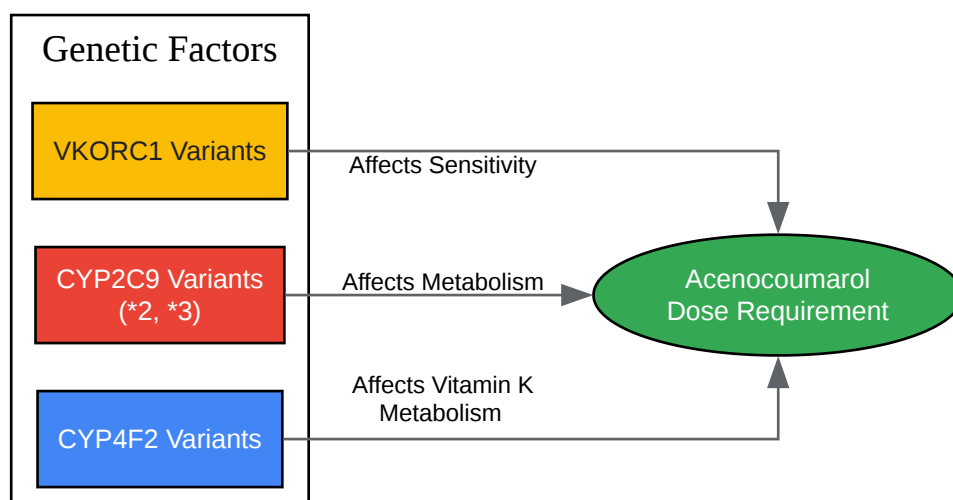 Genetic Factors
VKORC1 Variants
Affects Sensitivity
CYP2C9 Variants
(*2, *3)
Affects Metabolism
Acenocoumarol
Dose Requirement
Affects Vitamin K
Metabolism
CYP4F2 Variants